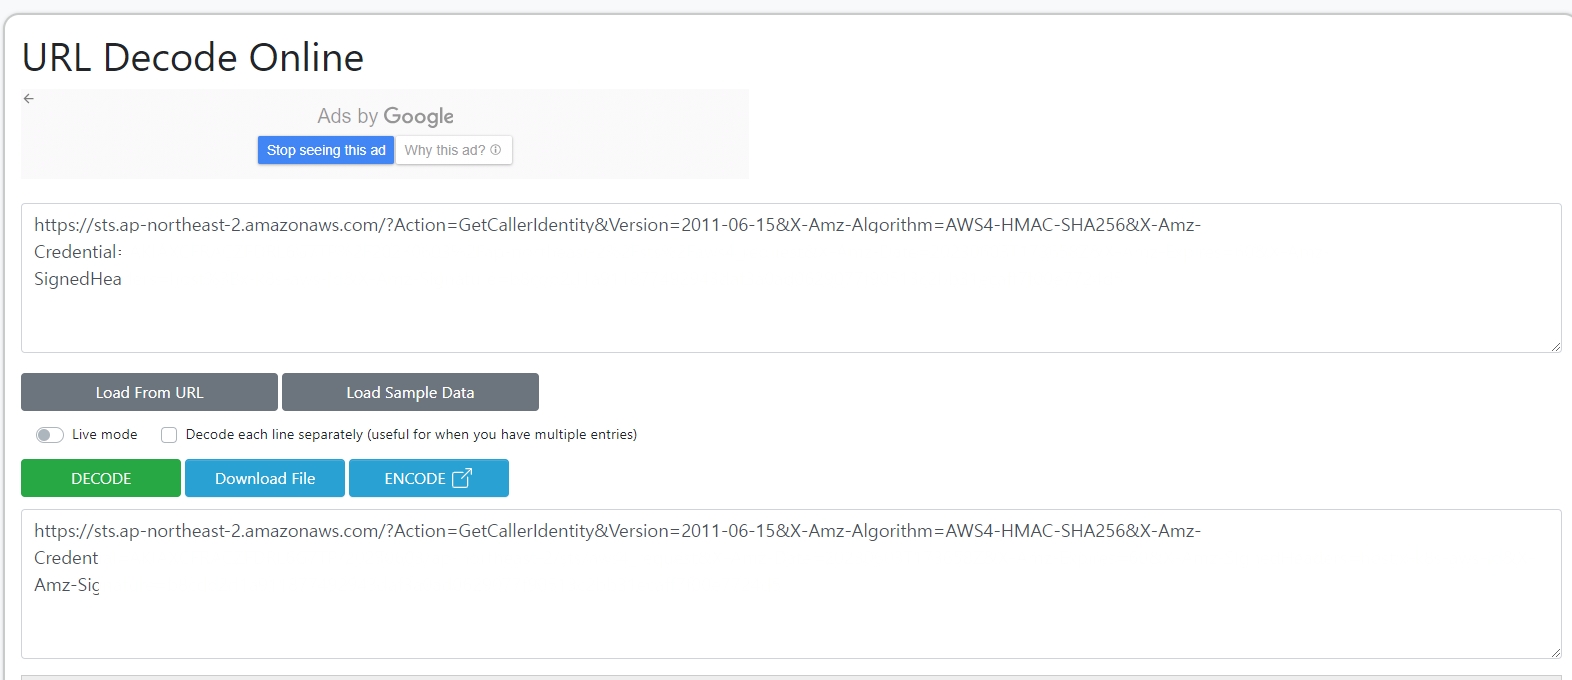 URL Decode Online
Ads by Google
Stop seeing this ad
Why this ad?
https://sts.ap-northeast-2.amazonaws.com/?Action=GetCallerIdentity&Version=2011-06-15&X-Amz-Algorithm=AWS4-HMAC-SHA256&X-Amz-
Credential=
SignedHea
Load From URL
Load Sample Data
Live mode
Decode each line separately (useful for when you have multiple entries)
DECODE
Download File
ENCODE
https://sts.ap-northeast-2.amazonaws.com/?Action=GetCallerIdentity&Version=2011-06-15&X-Amz-Algorithm=AWS4-HMAC-SHA256&X-Amz-
Credent
Amz-Sig